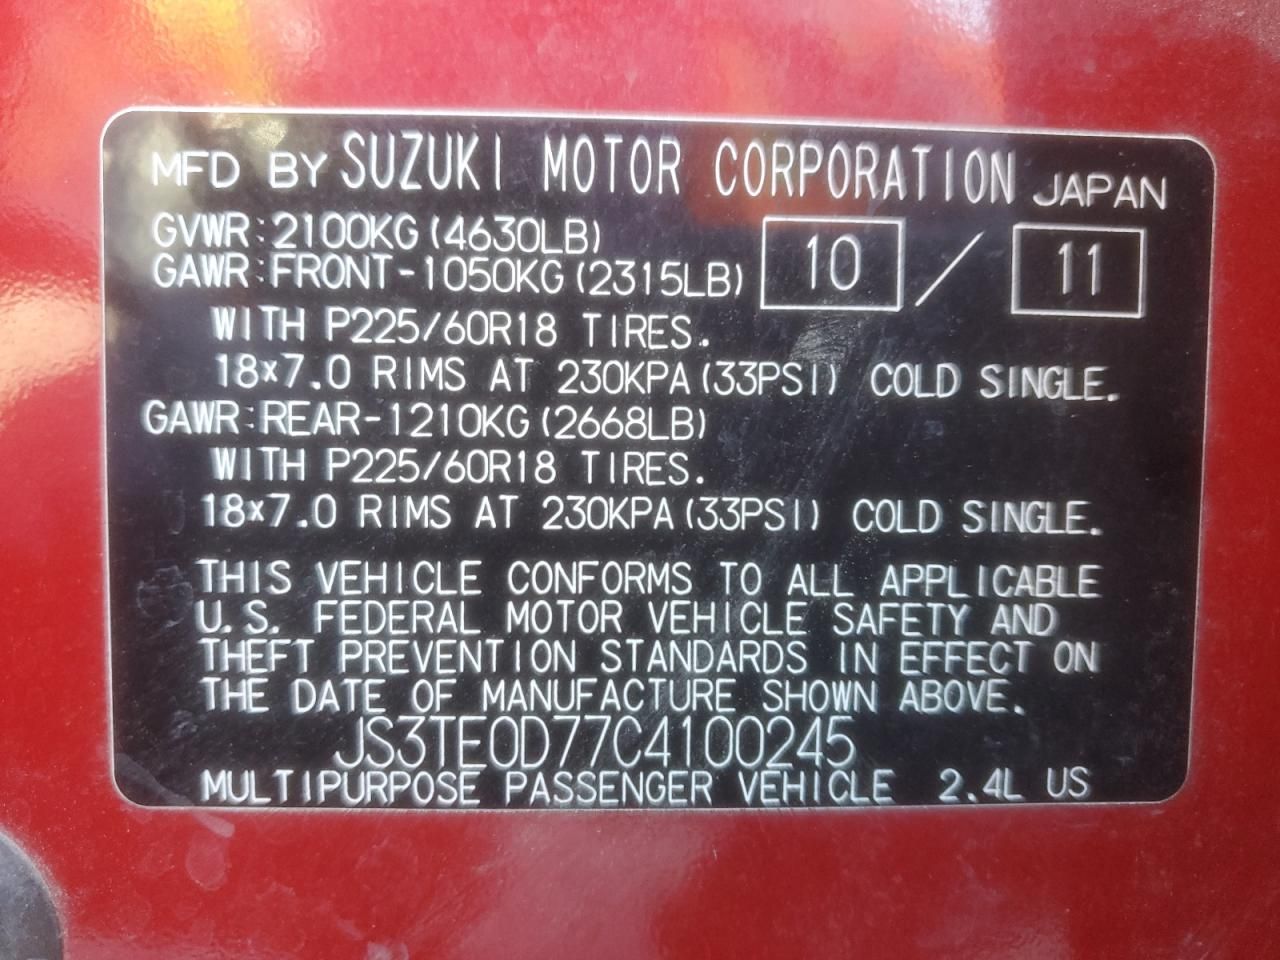 MFD BY SUZUKI MOTOR CORPORATION JAPAN
GVWR:2100KG(4630LB) 10 / 11
GAWR:FRONT-1050KG(2315LB)
WITH P225/60R18 TIRES.
18×7.0 RIMS AT 230KPA(33PSI) COLD SINGLE.
GAWR:REAR-1210KG(2668LB)
WITH P225/60R18 TIRES.
18×7.0 RIMS AT 230KPA(33PSI) COLD SINGLE.
THIS VEHICLE CONFORMS TO ALL APPLICABLE
U.S. FEDERAL MOTOR VEHICLE SAFETY AND
THEFT PREVENTION STANDARDS IN EFFECT ON
THE DATE OF MANUFACTURE SHOWN ABOVE.
JS3TE0D77C4100245
MULTIPURPOSE PASSENGER VEHICLE 2.4L US